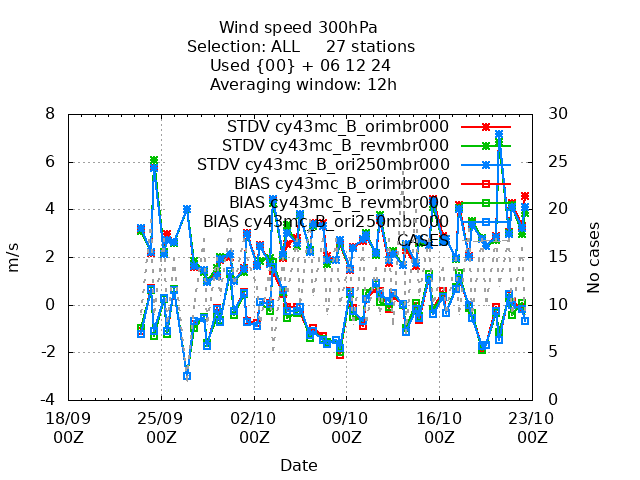 Wind speed 300hPa
Selection: ALL     27 stations
Used {00} + 06 12 24
Averaging window: 12h
8
6
4
2
0
-2
-4
m/s
30
25
20
15
10
5
0
No cases
STDV cy43mc_B_orimbr000
STDV cy43mc_B_revmbr000
STDV cy43mc_B_ori250mbr000
BIAS cy43mc_B_orimbr000
BIAS cy43mc_B_revmbr000
BIAS cy43mc_B_ori250mbr000
CASES
18/09 25/09 02/10 09/10 16/10 23/10
00Z 00Z 00Z 00Z 00Z 00Z
Date